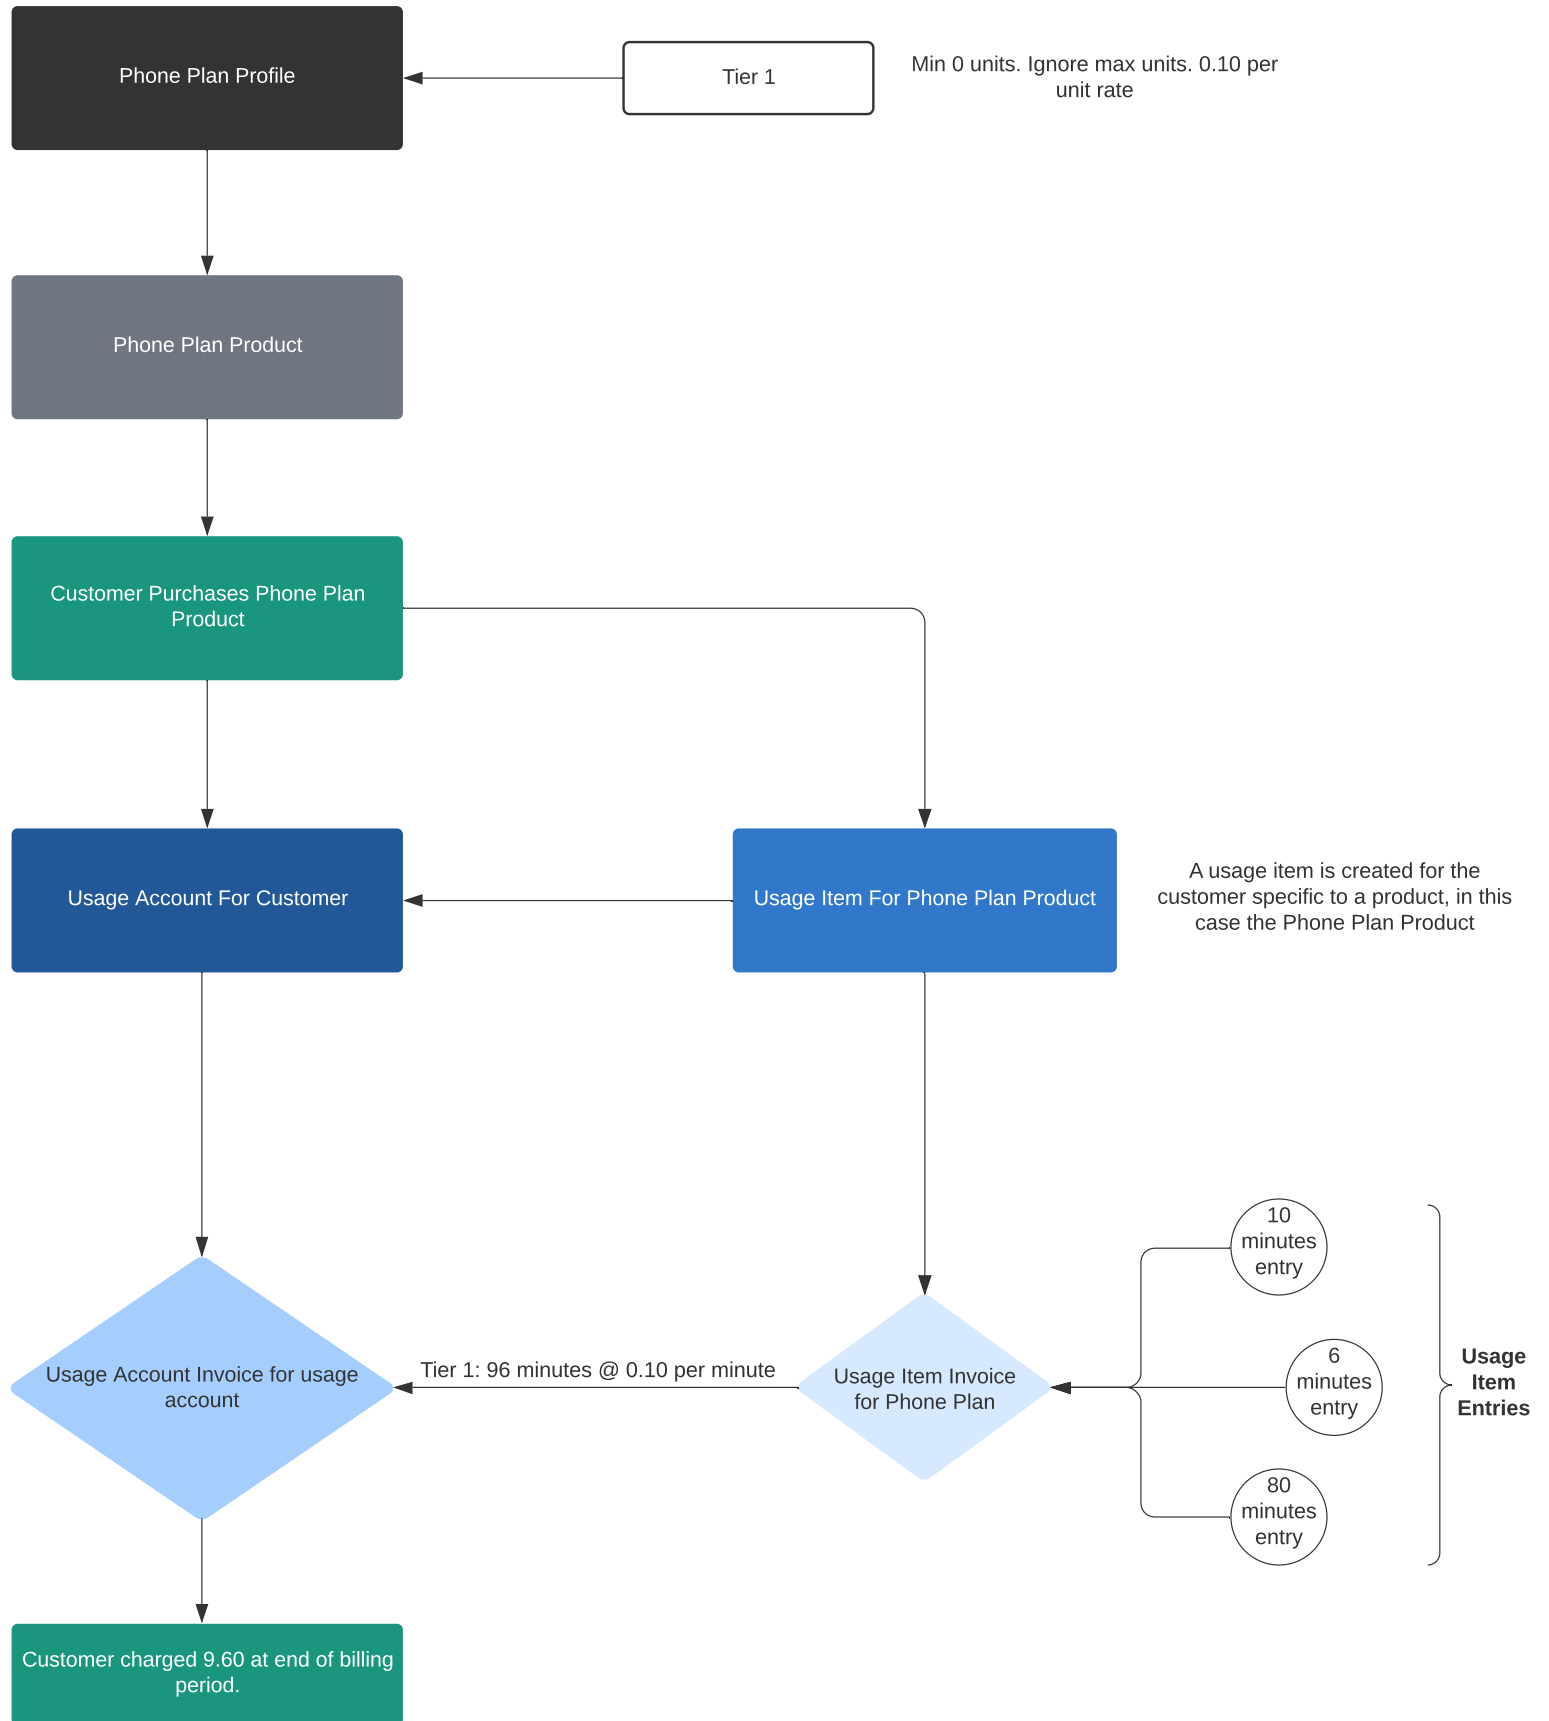 Phone Plan Profile
Tier 1
Min 0 units. Ignore max units. 0.10 per
unit rate
Phone Plan Product
Customer Purchases Phone Plan
Product
Usage Account For Customer
Usage Item For Phone Plan Product
A usage item is created for the
customer specific to a product, in this
case the Phone Plan Product
10
minutes
entry
Usage Account Invoice for usage
account
Tier 1: 96 minutes @ 0.10 per minute
Usage Item Invoice
for Phone Plan
6
minutes
entry
Usage
Item
Entries
80
minutes
entry
Customer charged 9.60 at end of billing
period.